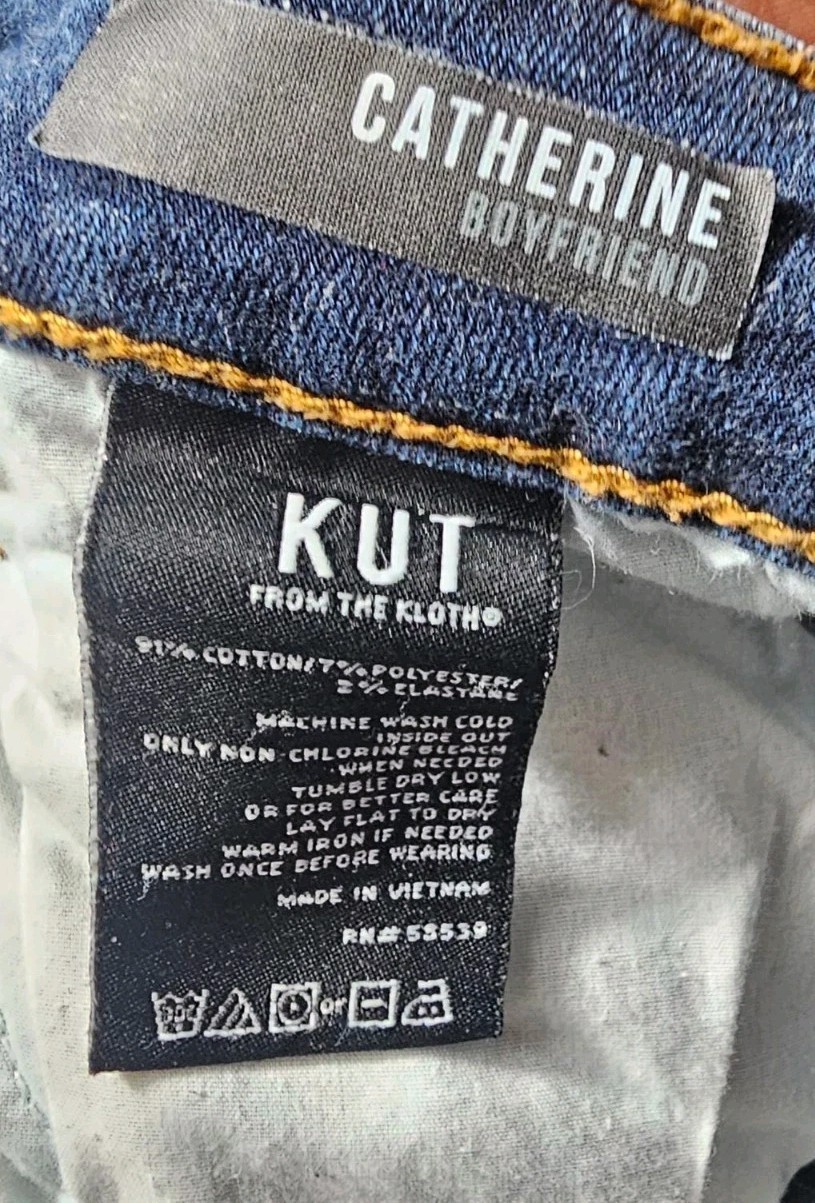 CATHERINE
BOYFRIEND
KUT
FROM THE KLOTH®
91% COTTON/7% POLYESTER/
2% ELASTANE
MACHINE WASH COLD
INSIDE OUT
ONLY NON-CHLORINE BLEACH
WHEN NEEDED
TUMBLE DRY LOW
OR FOR BETTER CARE
LAY FLAT TO DRY
WARM IRON IF NEEDED
WASH ONCE BEFORE WEARING
MADE IN VIETNAM
RN# 58539
or